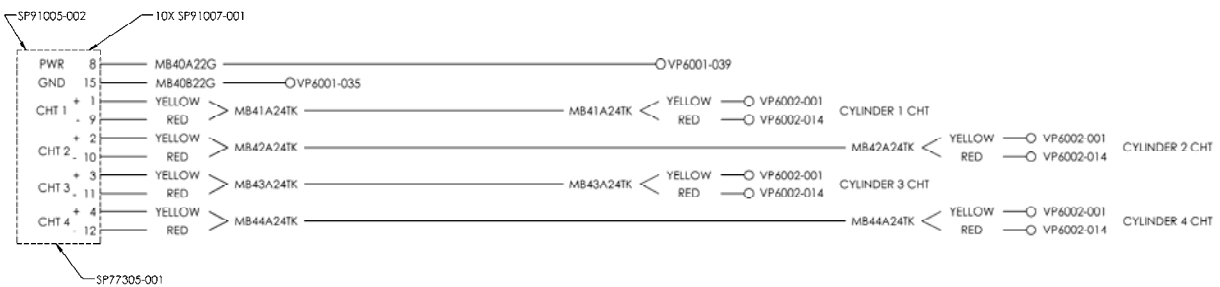 SP91005-002 10X SP91007-001
PWR 8 MB40A22G VP6001-039
GND 15 MB40B22G VP6001-035
CHT 1 + 1 YELLOW MB41A24TK MB41A24TK YELLOW VP6002-001 CYLINDER 1 CHT
- 9 RED RED VP6002-014
CHT 2 + 2 YELLOW MB42A24TK MB42A24TK YELLOW VP6002-001 CYLINDER 2 CHT
- 10 RED RED VP6002-014
CHT 3 + 3 YELLOW MB43A24TK MB43A24TK YELLOW VP6002-001 CYLINDER 3 CHT
- 11 RED RED VP6002-014
CHT 4 + 4 YELLOW MB44A24TK MB44A24TK YELLOW VP6002-001 CYLINDER 4 CHT
- 12 RED RED VP6002-014
SP77305-001